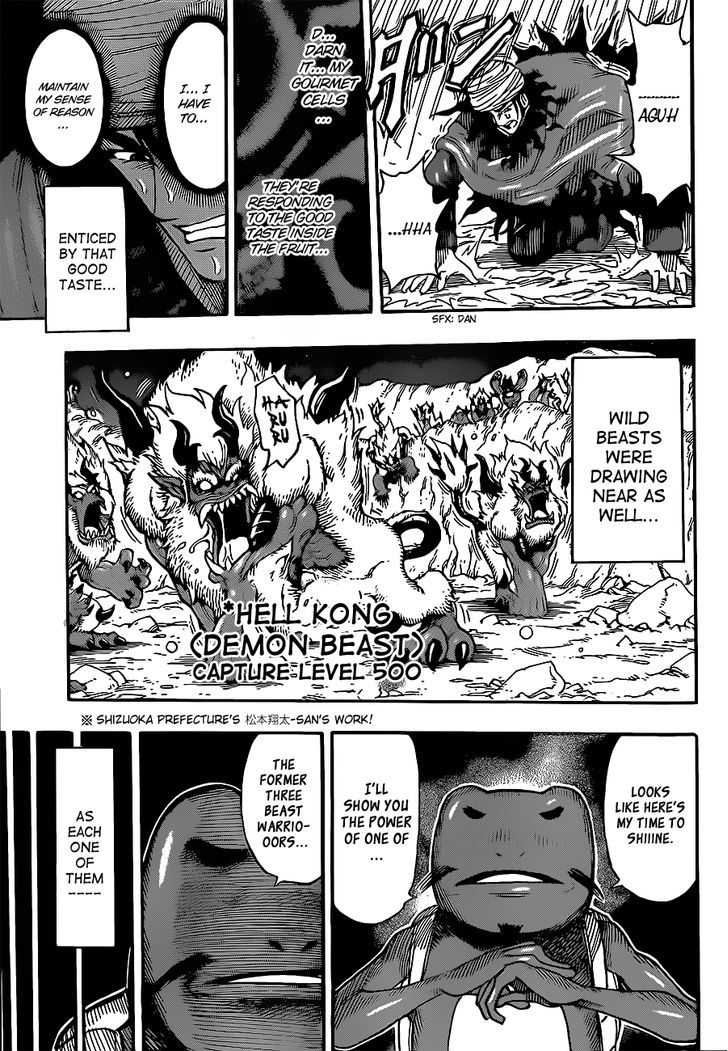 --------
AGUH
...HHA
ダン
SFX: DAN
D...
DARN
IT... MY
GOURMET
CELLS
...
THEY'RE
RESPONDING
TO THE GOOD
TASTE INSIDE
THE FRUIT...
I... I
HAVE
TO...
MAINTAIN
MY SENSE
OF REASON
...
ENTICED
BY THAT
GOOD
TASTE...
WILD
BEASTS
WERE
DRAWING
NEAR AS
WELL...
*HELL KONG
(DEMON BEAST)
CAPTURE LEVEL 500
※ SHIZUOKA PREFECTURE'S 松本翔太-SAN'S WORK!
LOOKS
LIKE HERE'S
MY TIME TO
SHIIINE.
I'LL
SHOW YOU
THE POWER
OF ONE OF
...
THE
FORMER
THREE
BEAST
WARRIO-
OORS...
AS
EACH
ONE
OF
THEM
----